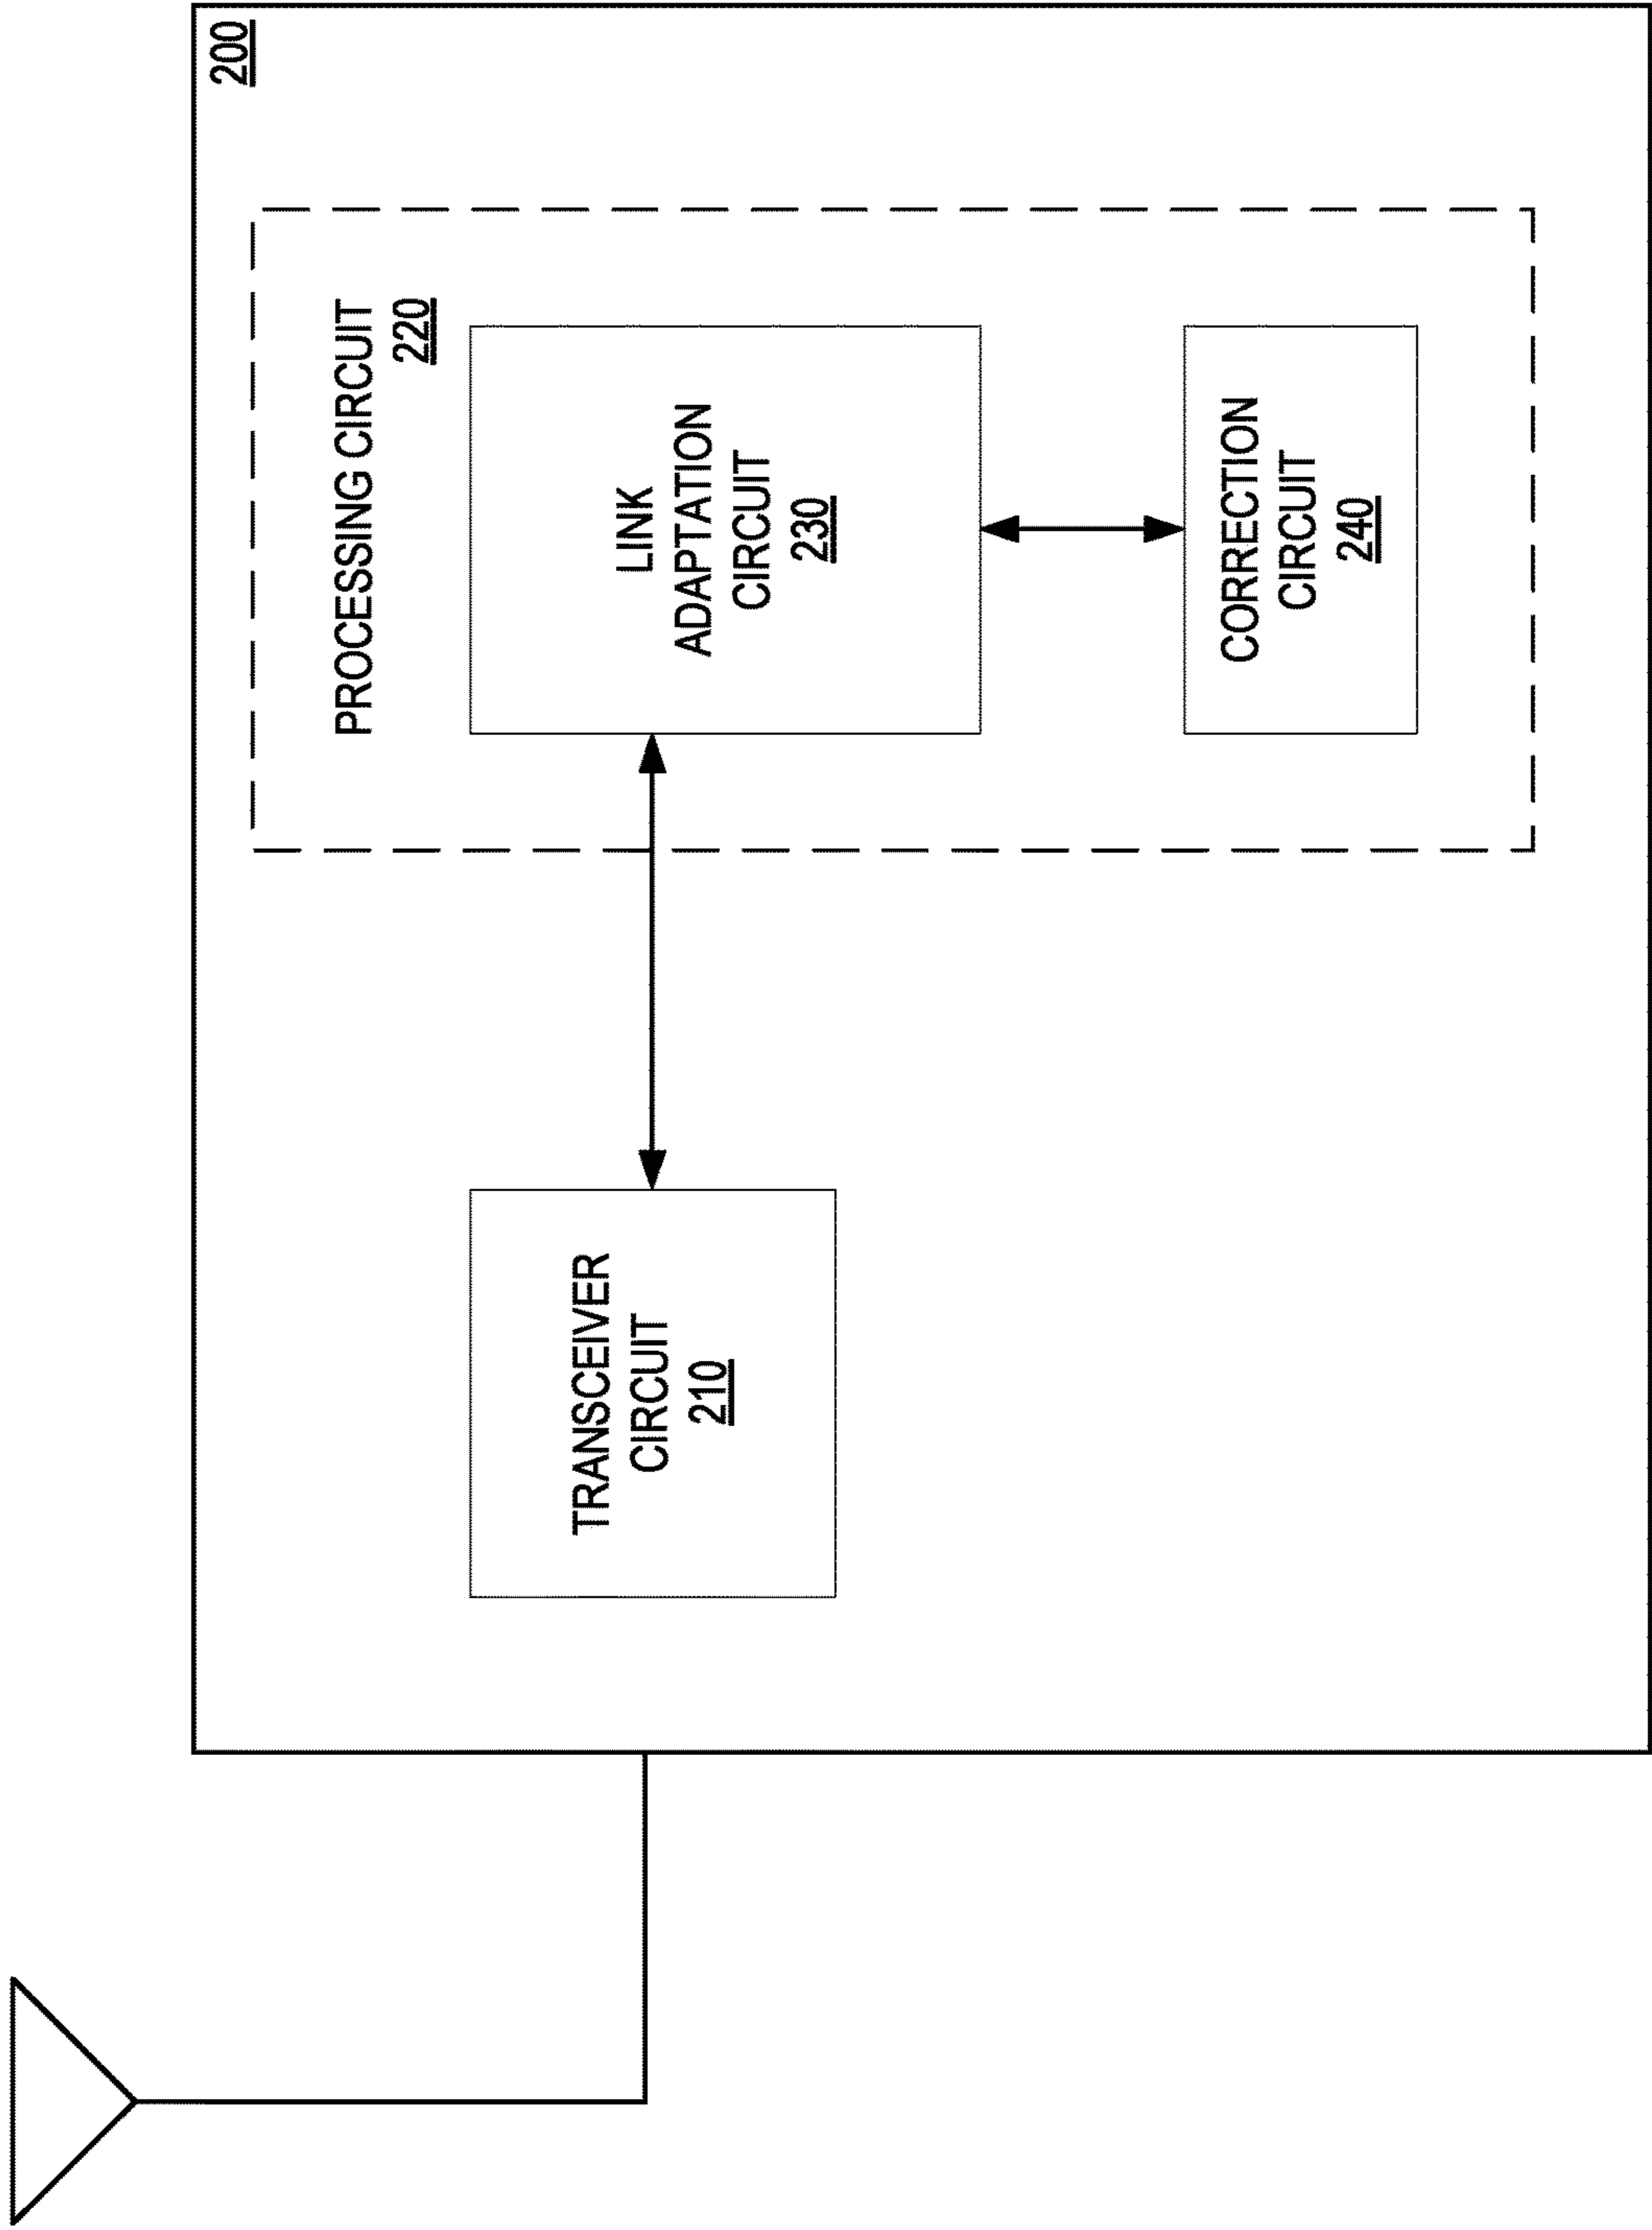 200
PROCESSING CIRCUIT
220
TRANSCEIVER
CIRCUIT
210
LINK
ADAPTATION
CIRCUIT
230
CORRECTION
CIRCUIT
240